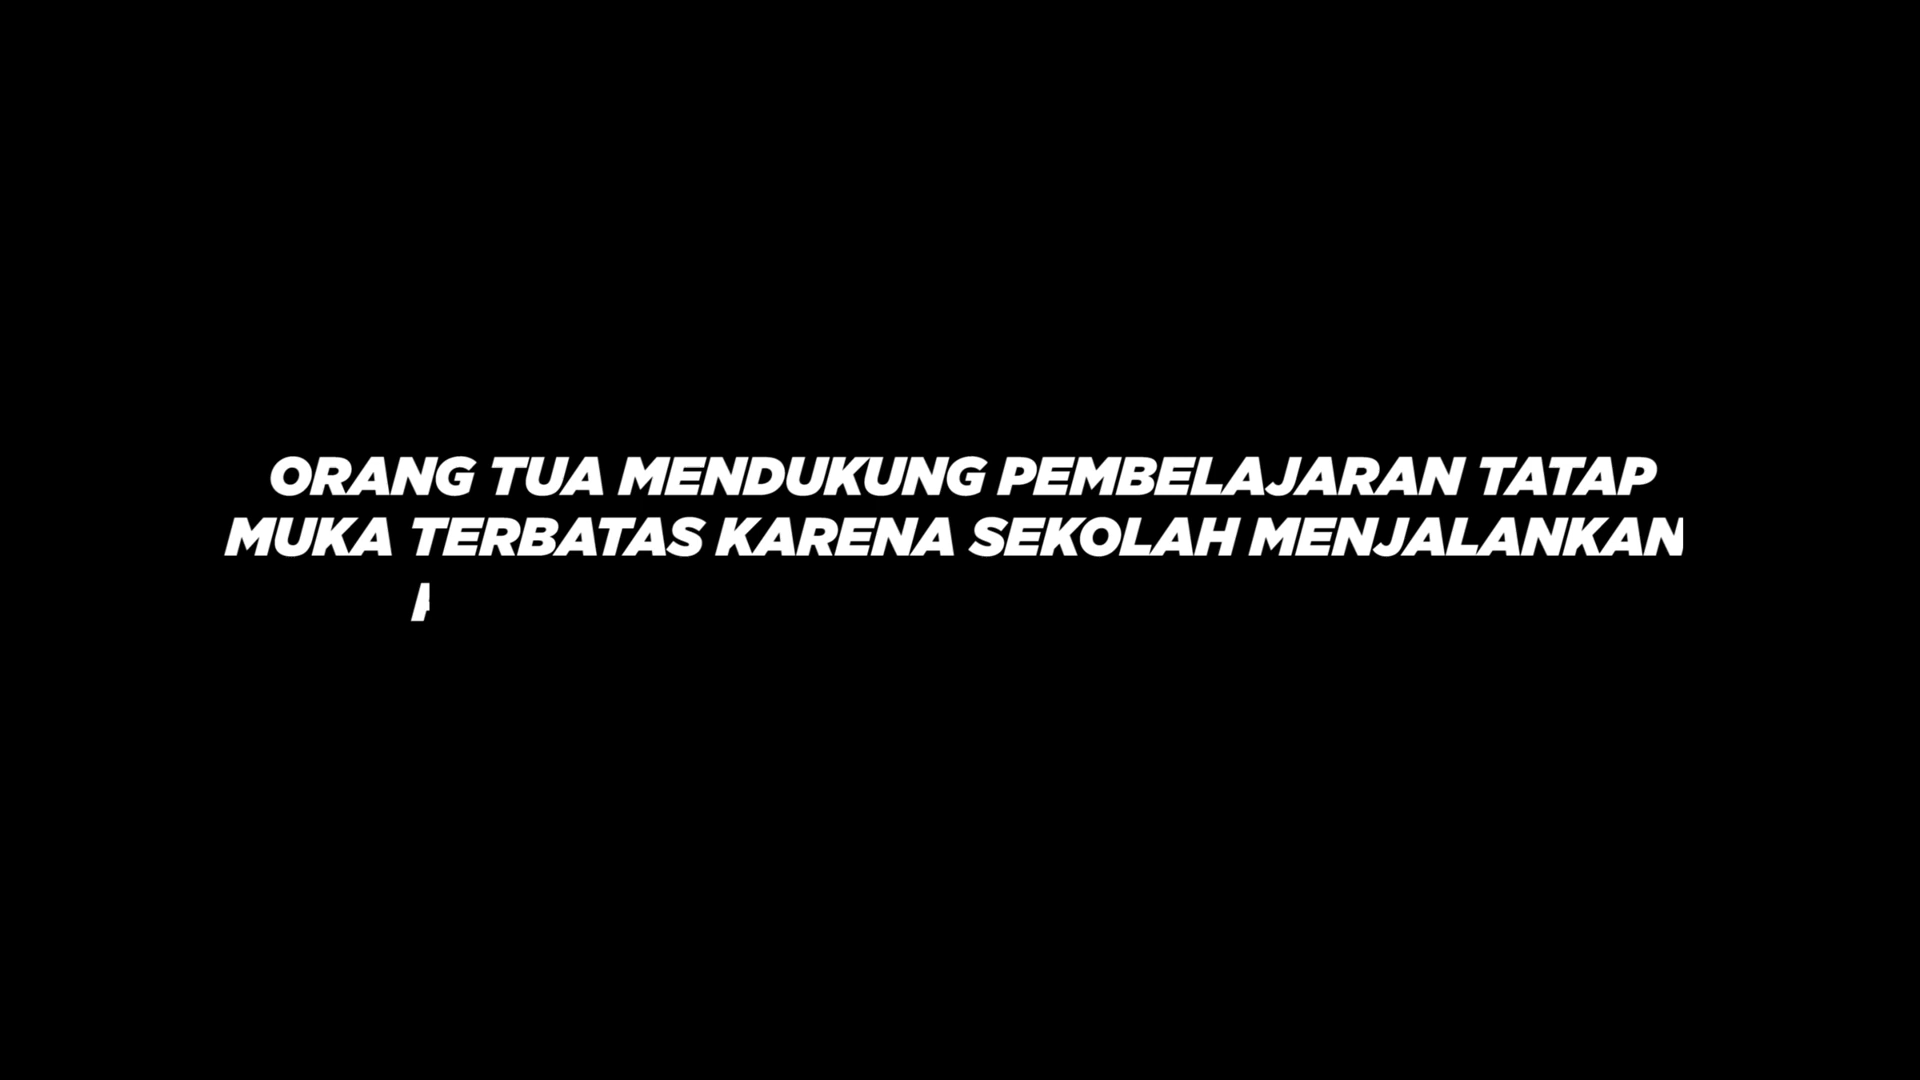 ORANG TUA MENDUKUNG PEMBELAJARAN TATAP
MUKA TERBATAS KARENA SEKOLAH MENJALANKAN